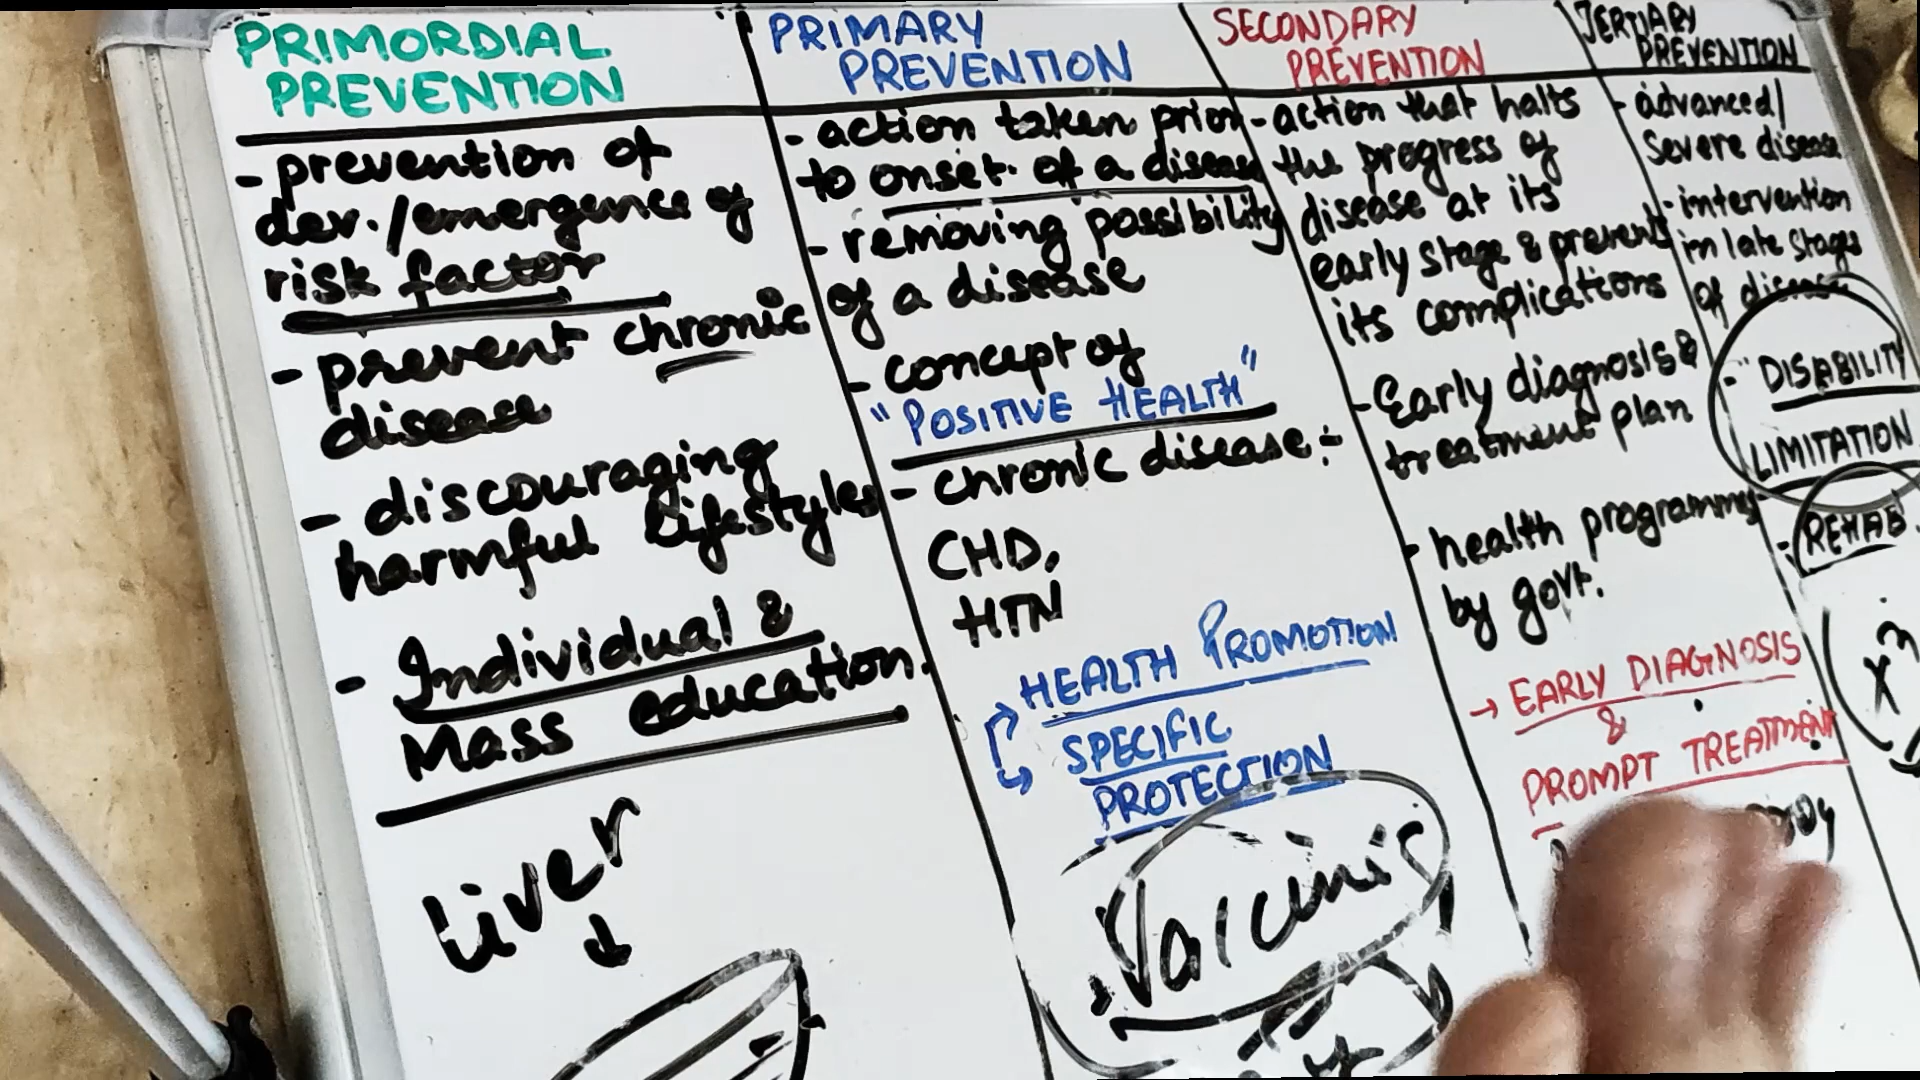 PRIMORDIAL
PREVENTION
- prevention of
dev./emergence of
risk factor
- prevent chronic
disease
- discouraging
harmful lifestyles
- Individual &
Mass education.
liver
PRIMARY
PREVENTION
- action taken prior
to onset of a disease
- removing possibility
of a disease
- concept of
"POSITIVE HEALTH"
- chronic disease :-
CHD,
HTN
HEALTH PROMOTION
SPECIFIC
PROTECTION
SECONDARY
PREVENTION
- action that halts
the progress of
disease at its
early stage & prevents
its complications
- Early diagnosis &
treatment plan
- health programms
by govt.
→ EARLY DIAGNOSIS
&
PROMPT TREATMENT
TERTIARY
PREVENTION
- advanced/
severe disease
- intervention
in late stages
of disease
- "DISABILITY
LIMITATION
- REHAB.